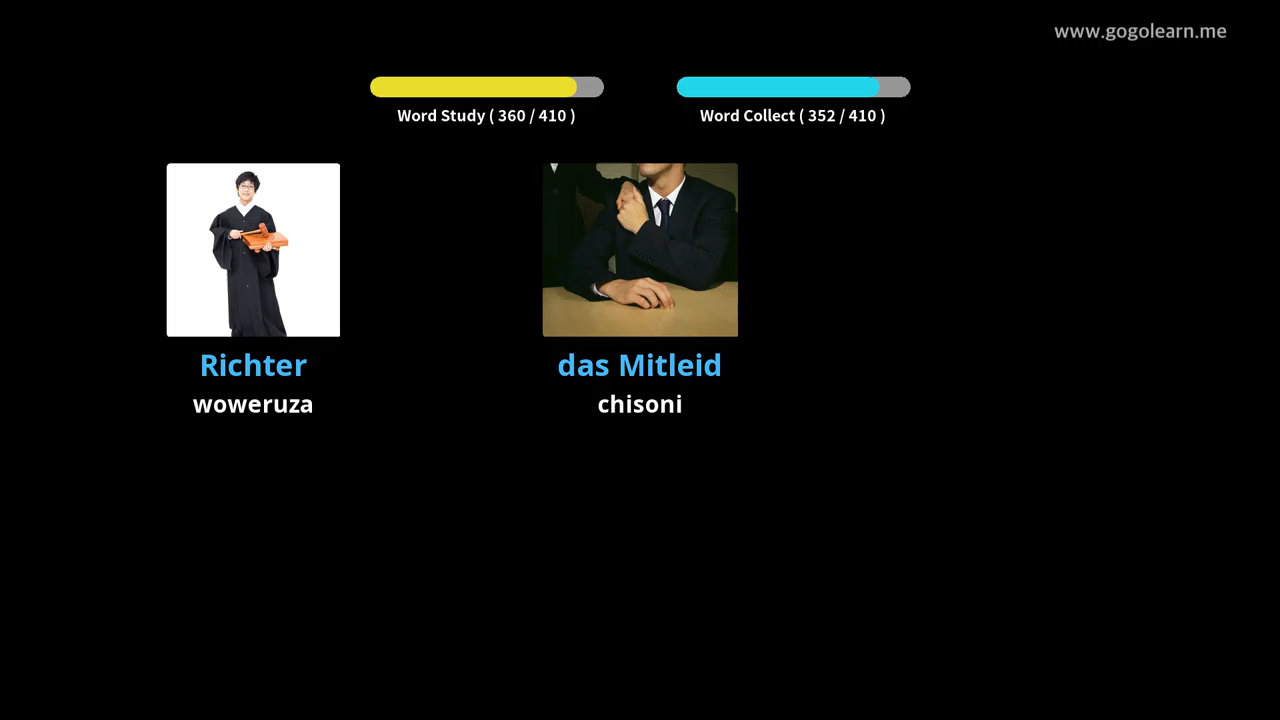 www.gogolearn.me
Word Study ( 360 / 410 )
Word Collect ( 352 / 410 )
Richter
woweruza
das Mitleid
chisoni